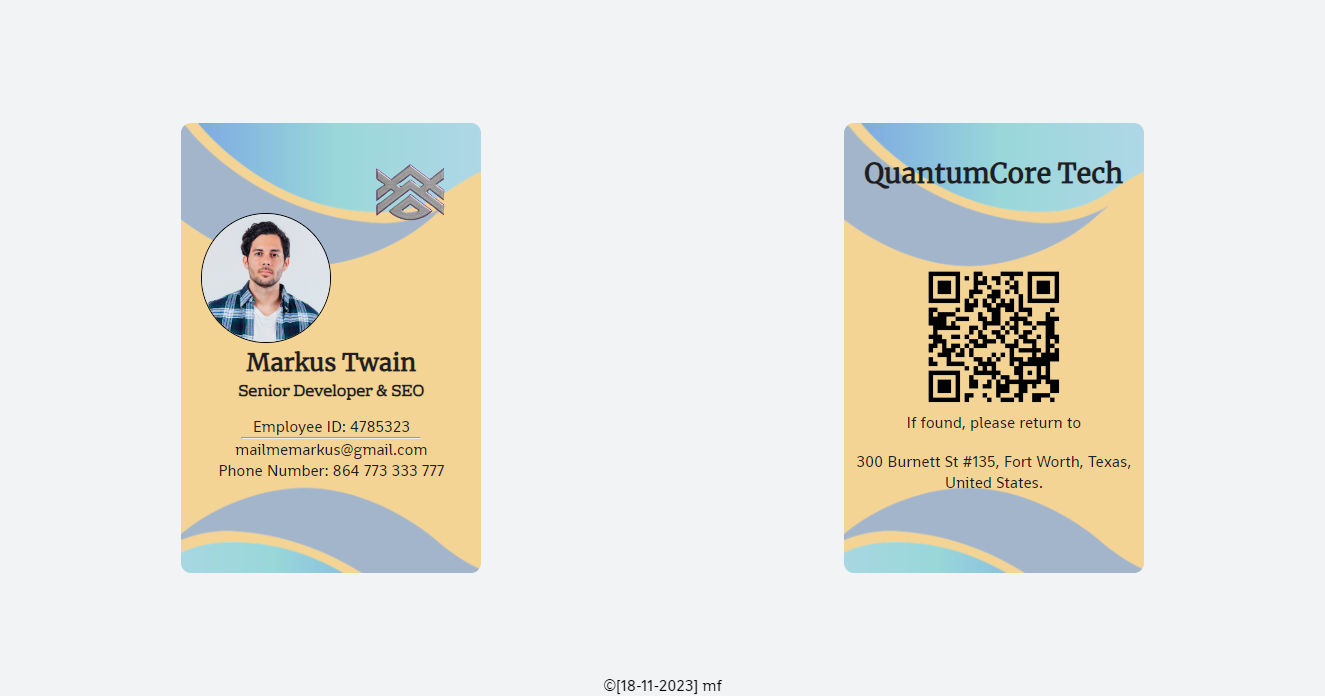 Markus Twain
Senior Developer & SEO
Employee ID: 4785323
mailmemarkus@gmail.com
Phone Number: 864 773 333 777
QuantumCore Tech
If found, please return to
300 Burnett St #135, Fort Worth, Texas,
United States.
©[18-11-2023] mf